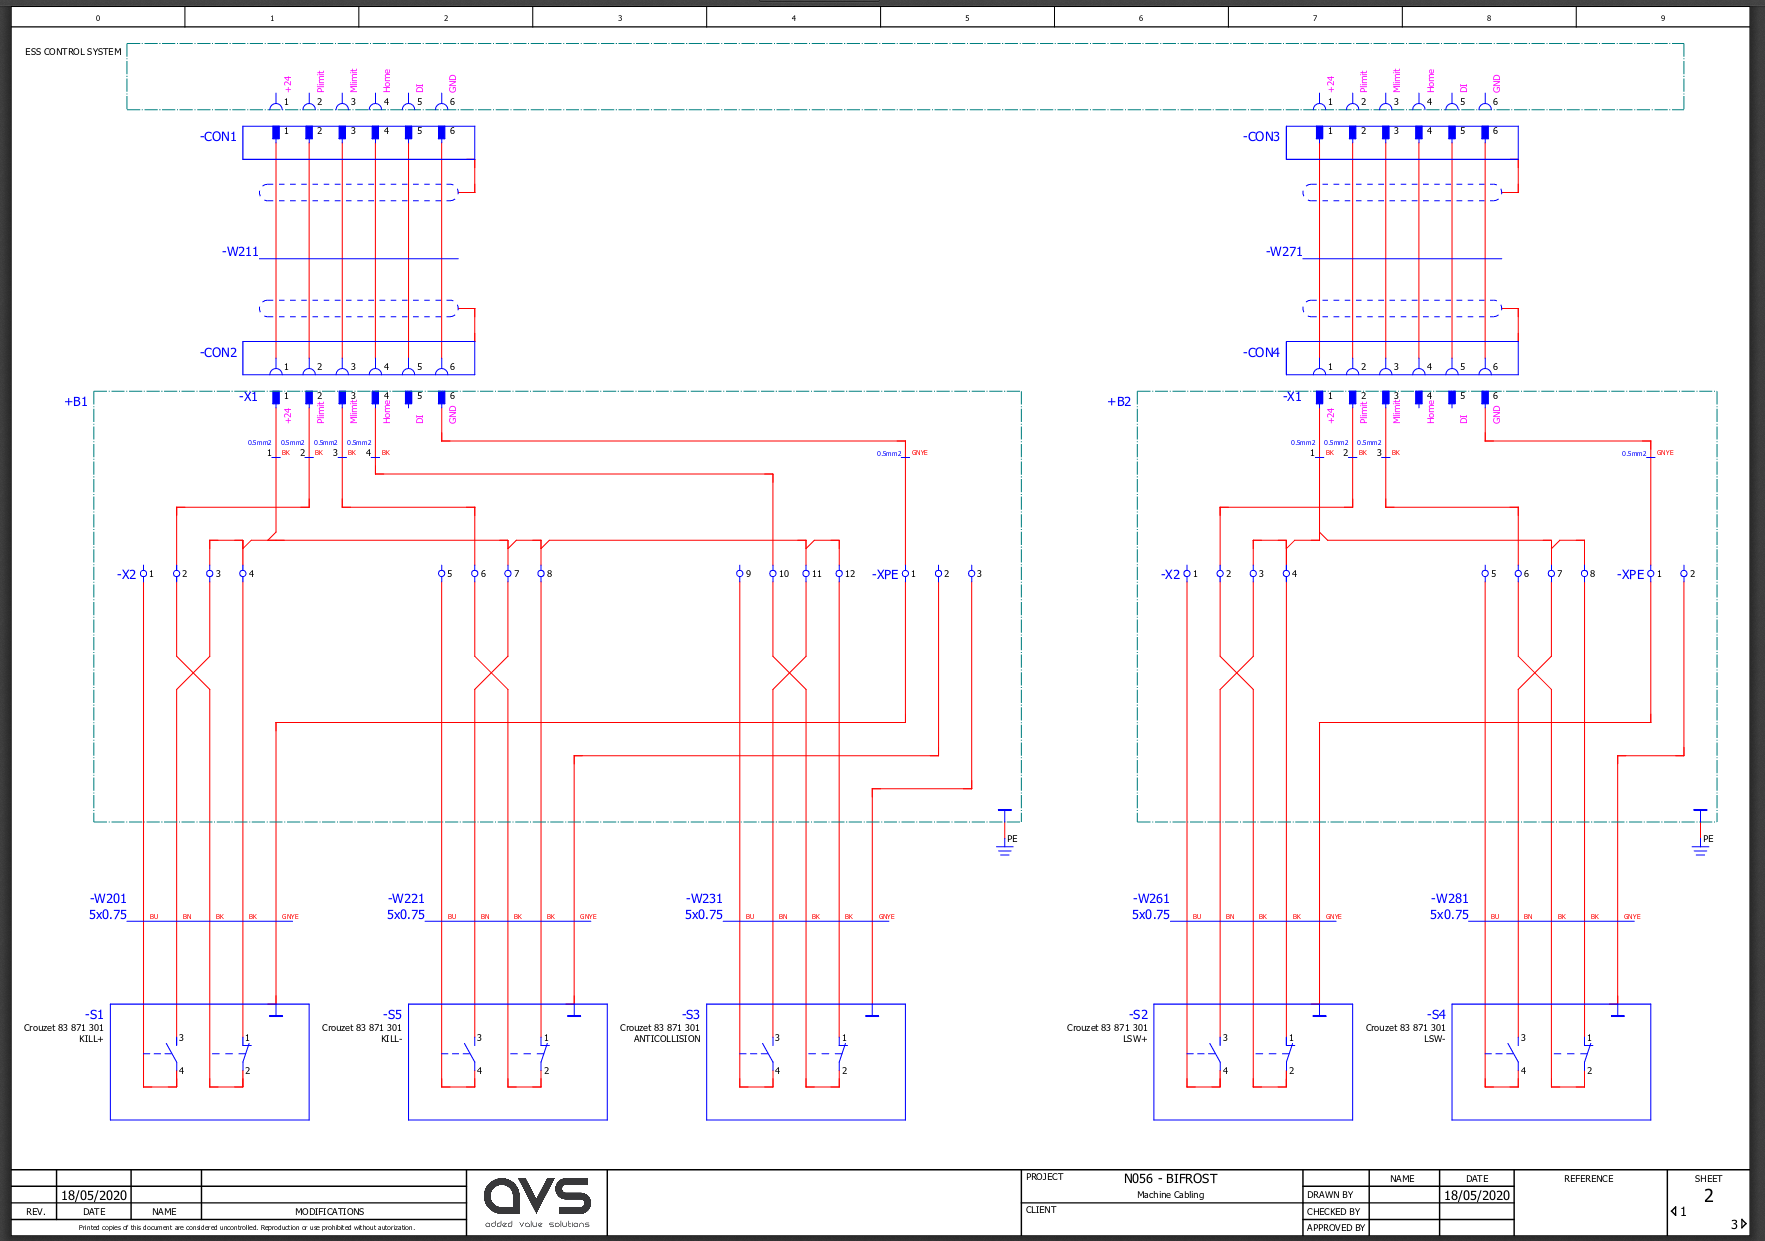 0 1 2 3 4 5 6 7 8 9
ESS CONTROL SYSTEM
+24 Plimit Mlimit Home DI GND
1 2 3 4 5 6
+24 Plimit Mlimit Home DI GND
1 2 3 4 5 6
-CON1 1 2 3 4 5 6
-CON3 1 2 3 4 5 6
-W211
-W271
-CON2 1 2 3 4 5 6
-CON4 1 2 3 4 5 6
+B1 -X1 1 2 3 4 5 6
+24 Plimit Mlimit Home DI GND
+B2 -X1 1 2 3 4 5 6
+24 Plimit Mlimit Home DI GND
0.5mm2 0.5mm2 0.5mm2 0.5mm2
1 BK 2 BK 3 BK 4 BK
0.5mm2 GNYE
0.5mm2 0.5mm2 0.5mm2
1 BK 2 BK 3 BK
0.5mm2 GNYE
-X2 1 2 3 4 5 6 7 8 9 10 11 12 -XPE 1 2 3
-X2 1 2 3 4 5 6 7 8 -XPE 1 2
PE
PE
-W201
5x0.75 BU BN BK BK GNYE
-W221
5x0.75 BU BN BK BK GNYE
-W231
5x0.75 BU BN BK BK GNYE
-W261
5x0.75 BU BN BK BK GNYE
-W281
5x0.75 BU BN BK BK GNYE
-S1
Crouzet 83 871 301
KILL+
3 1
4 2
-S5
Crouzet 83 871 301
KILL-
3 1
4 2
-S3
Crouzet 83 871 301
ANTICOLLISION
3 1
4 2
-S2
Crouzet 83 871 301
LSW+
3 1
4 2
-S4
Crouzet 83 871 301
LSW-
3 1
4 2
18/05/2020
REV. DATE NAME MODIFICATIONS
Printed copies of this document are considered uncontrolled. Reproduction or use prohibited without autorization.
avs
added value solutions
PROJECT N056 - BIFROST
Machine Cabling
CLIENT
NAME DATE
DRAWN BY 18/05/2020
CHECKED BY
APPROVED BY
REFERENCE
SHEET
2
1
3